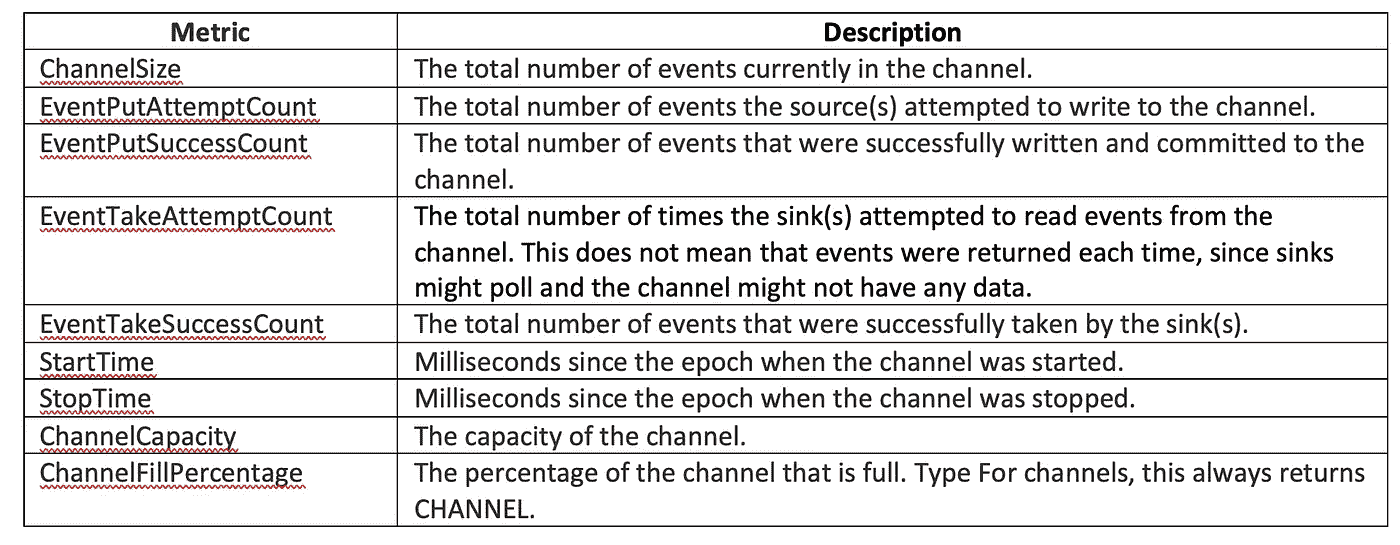 Metric Description
ChannelSize The total number of events currently in the channel.
EventPutAttemptCount The total number of events the source(s) attempted to write to the channel.
EventPutSuccessCount The total number of events that were successfully written and committed to the
channel.
EventTakeAttemptCount The total number of times the sink(s) attempted to read events from the
channel. This does not mean that events were returned each time, since sinks
might poll and the channel might not have any data.
EventTakeSuccessCount The total number of events that were successfully taken by the sink(s).
StartTime Milliseconds since the epoch when the channel was started.
StopTime Milliseconds since the epoch when the channel was stopped.
ChannelCapacity The capacity of the channel.
ChannelFillPercentage The percentage of the channel that is full. Type For channels, this always returns
CHANNEL.